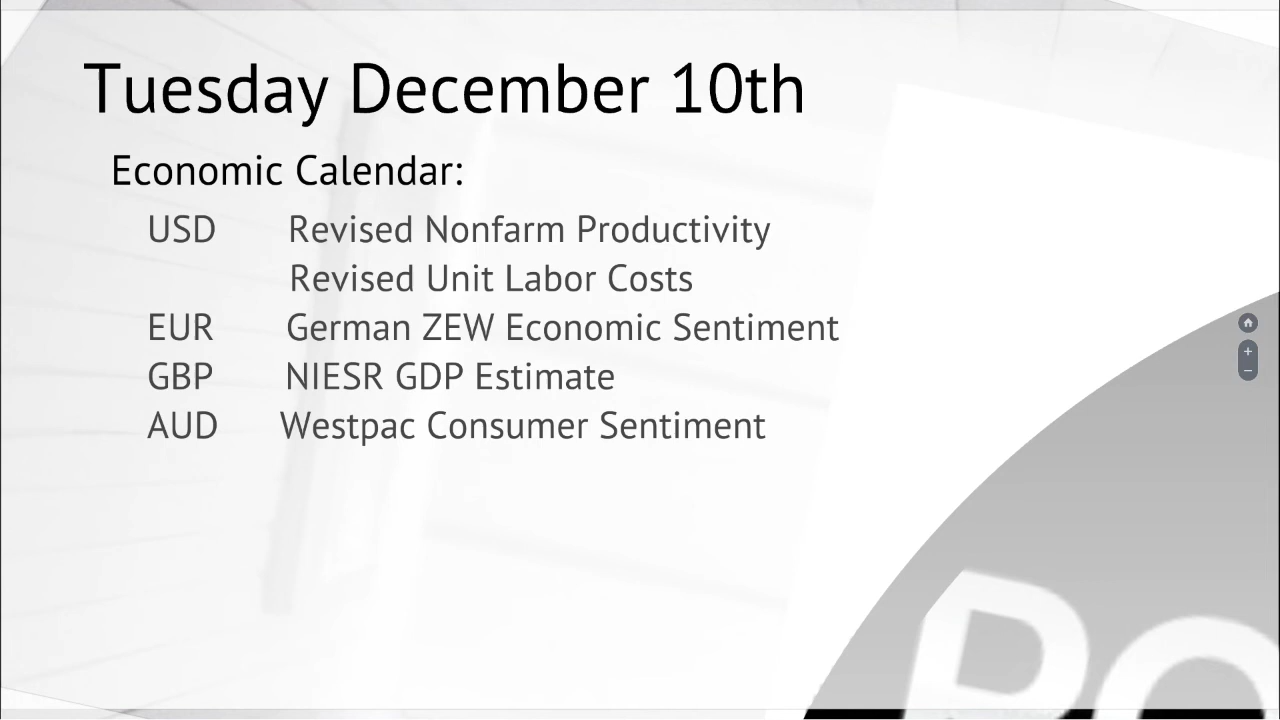 Tuesday December 10th
Economic Calendar:
USD Revised Nonfarm Productivity
Revised Unit Labor Costs
EUR German ZEW Economic Sentiment
GBP NIESR GDP Estimate
AUD Westpac Consumer Sentiment